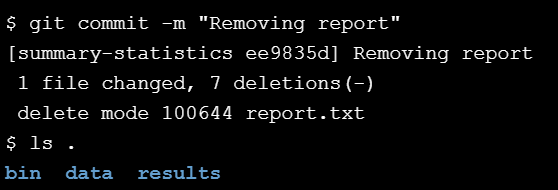 $ git commit -m "Removing report"
[summary-statistics ee9835d] Removing report
1 file changed, 7 deletions(-)
delete mode 100644 report.txt
$ ls .
bin  data  results